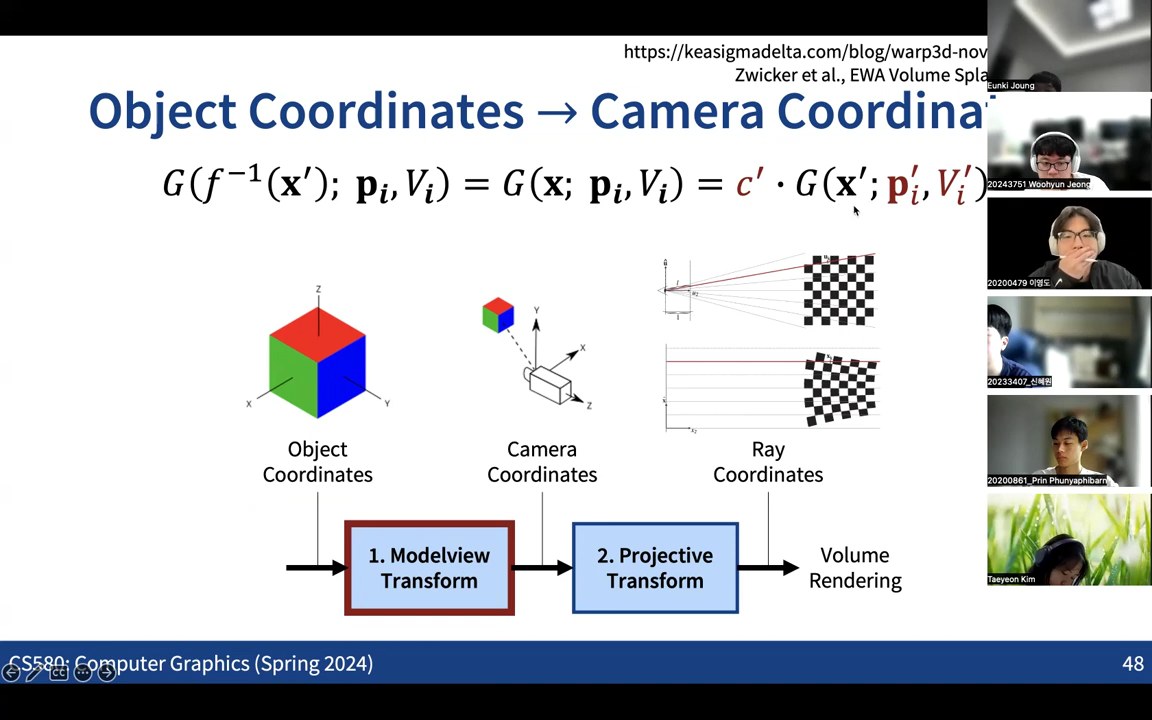 https://keasigmadelta.com/blog/warp3d-nov
Zwicker et al., EWA Volume Spla
Object Coordinates → Camera Coordina
G(f⁻¹(𝐱′); 𝐩ᵢ, Vᵢ) = G(𝐱; 𝐩ᵢ, Vᵢ) = c′ · G(𝐱′; 𝐩ᵢ′, Vᵢ′)
Z
X
Y
Y
X
Z
Object
Coordinates
Camera
Coordinates
Ray
Coordinates
1. Modelview
Transform
2. Projective
Transform
Volume
Rendering
CS580: Computer Graphics (Spring 2024)
48
Eunki Joung
20243751 Woohyun Jeong
20200479 이영도
20233407_신혜원
20200861_Prin Phunyaphibarn
Taeyeon Kim